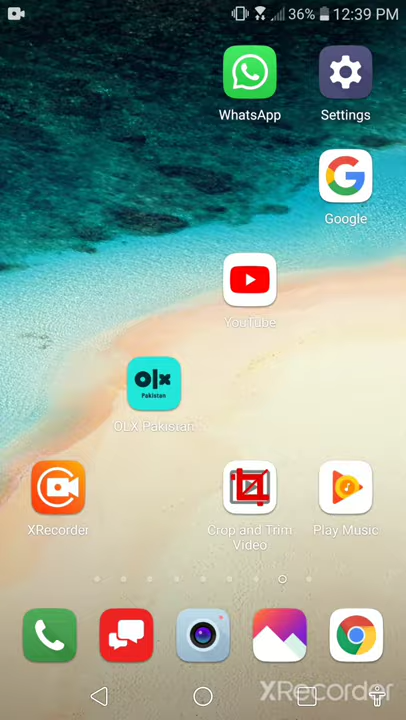 36% 12:39 PM
WhatsApp
Settings
Google
YouTube
olx
Pakistan
OLX Pakistan
XRecorder
Crop and Trim
Video
Play Music
XRecorder